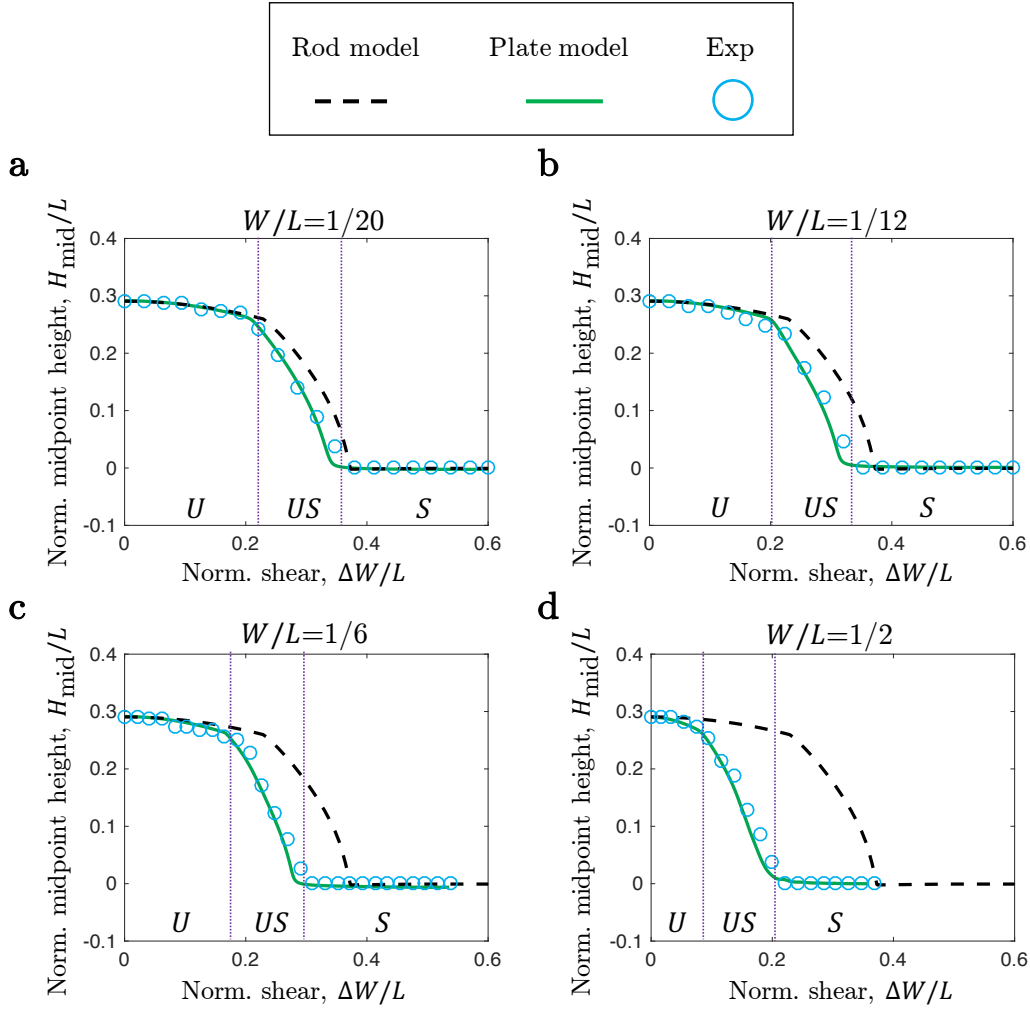 Rod model Plate model Exp
a
W/L=1/20
Norm. midpoint height, H_mid/L
0.4
0.3
0.2
0.1
0
-0.1
U US S
0 0.2 0.4 0.6
Norm. shear, ΔW/L
b
W/L=1/12
Norm. midpoint height, H_mid/L
0.4
0.3
0.2
0.1
0
-0.1
U US S
0 0.2 0.4 0.6
Norm. shear, ΔW/L
c
W/L=1/6
Norm. midpoint height, H_mid/L
0.4
0.3
0.2
0.1
0
-0.1
U US S
0 0.2 0.4 0.6
Norm. shear, ΔW/L
d
W/L=1/2
Norm. midpoint height, H_mid/L
0.4
0.3
0.2
0.1
0
-0.1
U US S
0 0.2 0.4 0.6
Norm. shear, ΔW/L